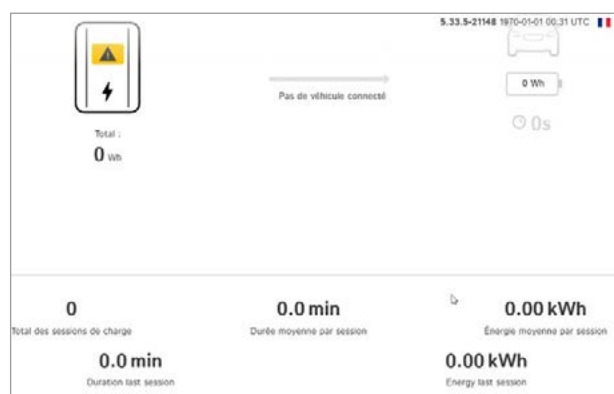 5.33.5-21148 1970-01-01 00:31 UTC
Pas de véhicule connecté
0 Wh
0s
Total :
0 Wh
0
0.0 min
0.00 kWh
Total des sessions de charge
Durée moyenne par session
Énergie moyenne par session
0.0 min
0.00 kWh
Duration last session
Energy last session